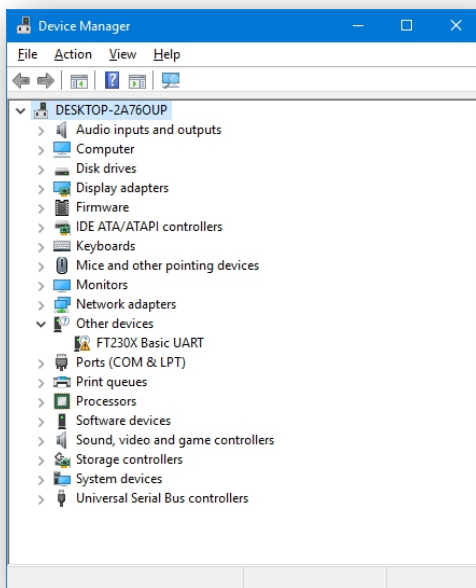 Device Manager
File Action View Help
DESKTOP-2A76OUP
Audio inputs and outputs
Computer
Disk drives
Display adapters
Firmware
IDE ATA/ATAPI controllers
Keyboards
Mice and other pointing devices
Monitors
Network adapters
Other devices
FT230X Basic UART
Ports (COM & LPT)
Print queues
Processors
Software devices
Sound, video and game controllers
Storage controllers
System devices
Universal Serial Bus controllers